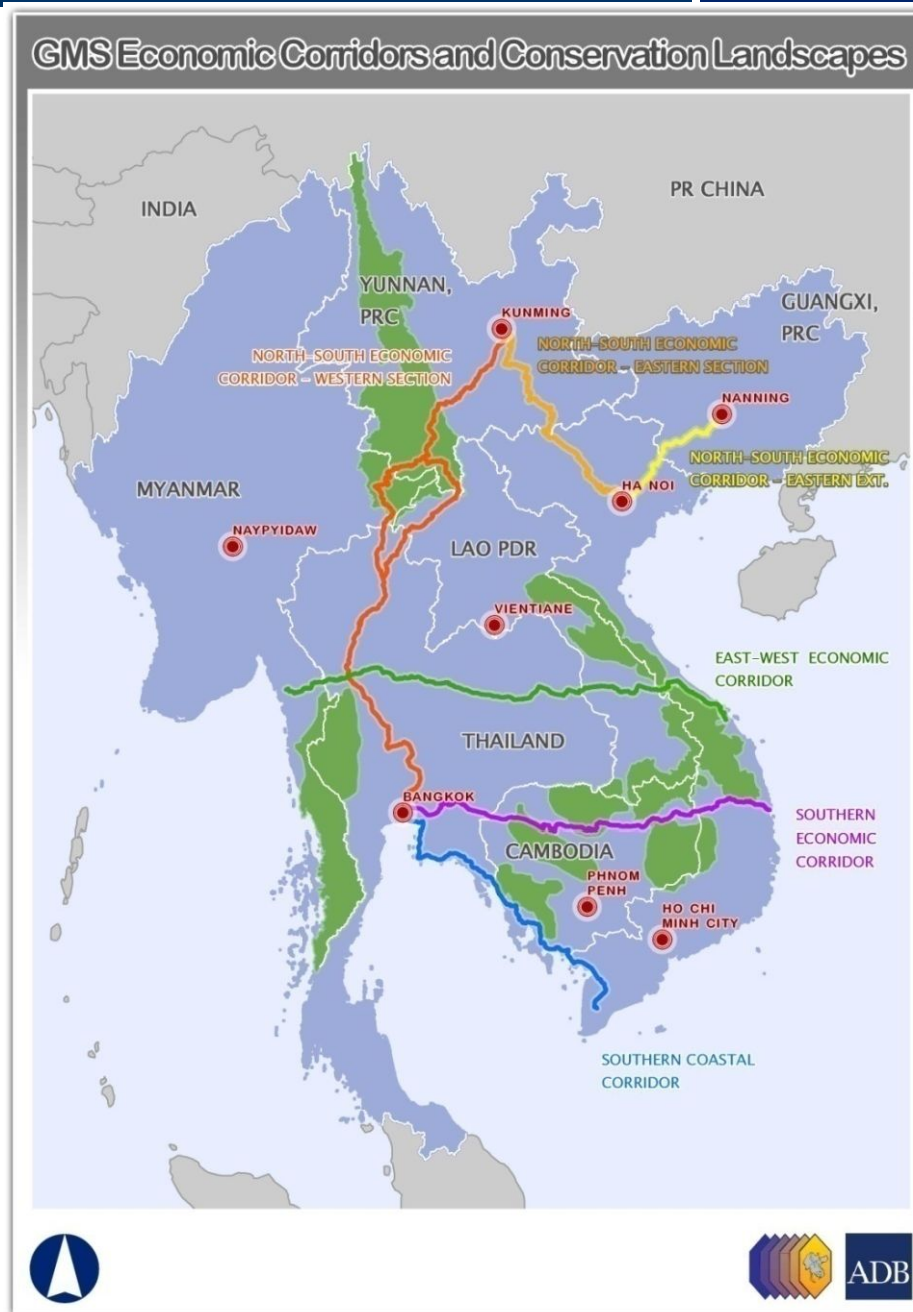 GMS Economic Corridors and Conservation Landscapes
INDIA
PR CHINA
YUNNAN,
PRC
GUANGXI,
PRC
KUNMING
NORTH-SOUTH ECONOMIC
CORRIDOR - WESTERN SECTION
NORTH-SOUTH ECONOMIC
CORRIDOR - EASTERN SECTION
NANNING
NORTH-SOUTH ECONOMIC
CORRIDOR - EASTERN EXT.
HA NOI
MYANMAR
NAYPYIDAW
LAO PDR
VIENTIANE
EAST-WEST ECONOMIC
CORRIDOR
THAILAND
BANGKOK
SOUTHERN
ECONOMIC
CORRIDOR
CAMBODIA
PHNOM
PENH
HO CHI
MINH CITY
SOUTHERN COASTAL
CORRIDOR
ADB